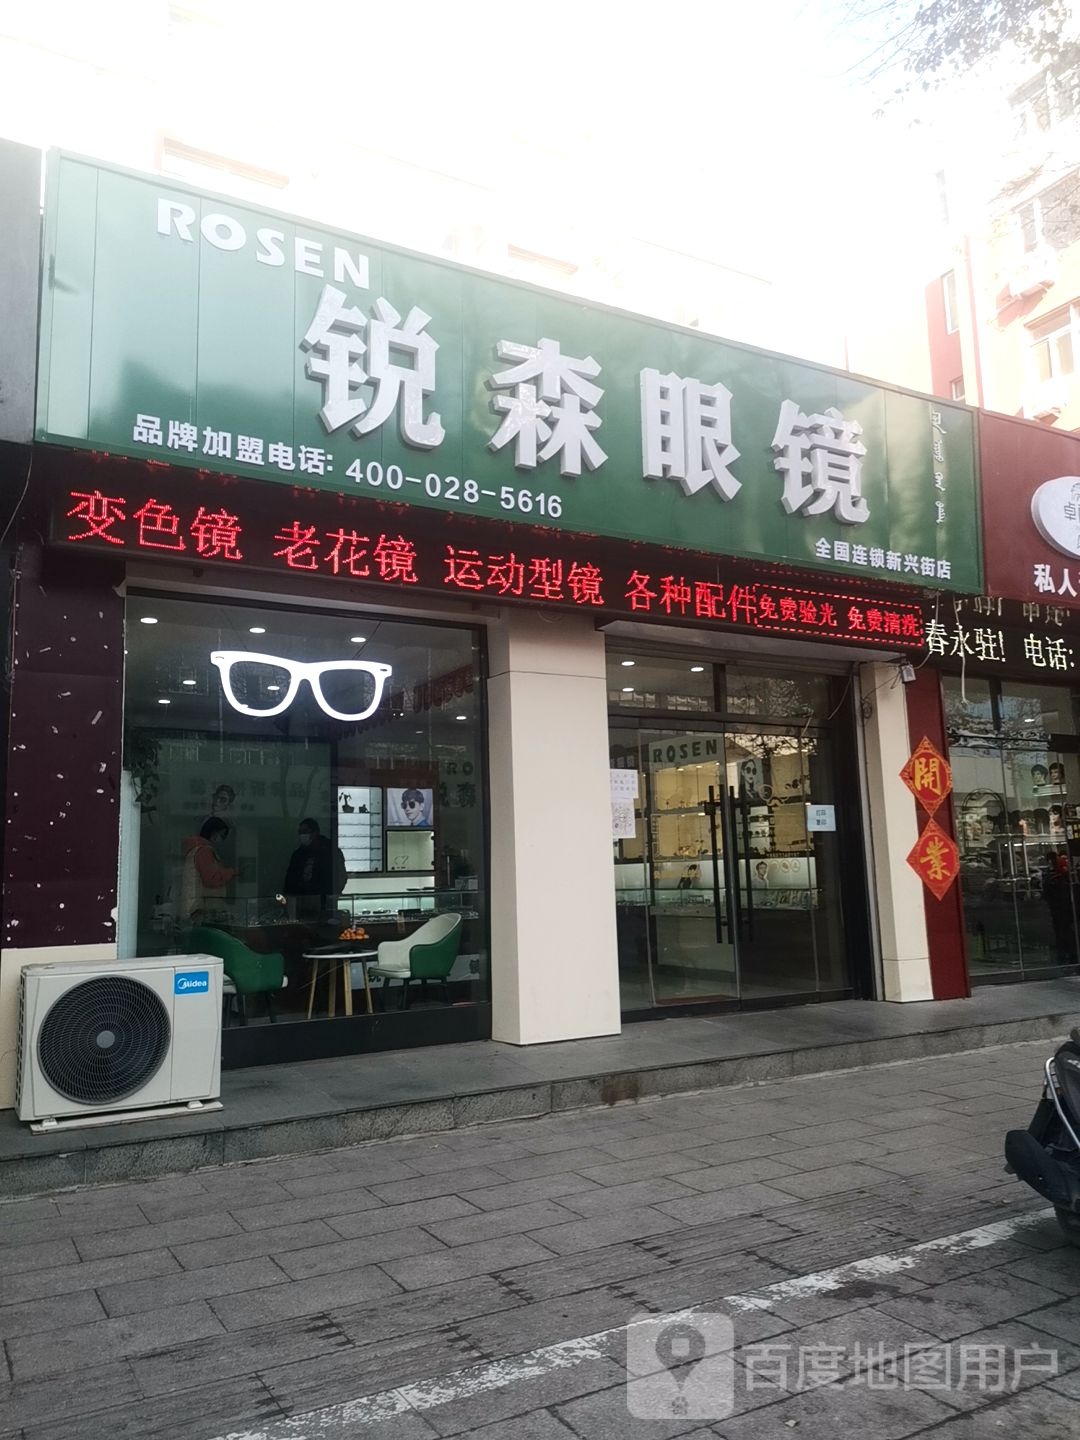 ROSEN
锐森眼镜
品牌加盟电话: 400-028-5616
全国连锁新兴街店
变色镜 老花镜 运动型镜 各种配件 免费验光 免费清洗
私人
春永驻! 电话:
ROSEN
開
業
Midea
百度地图用户